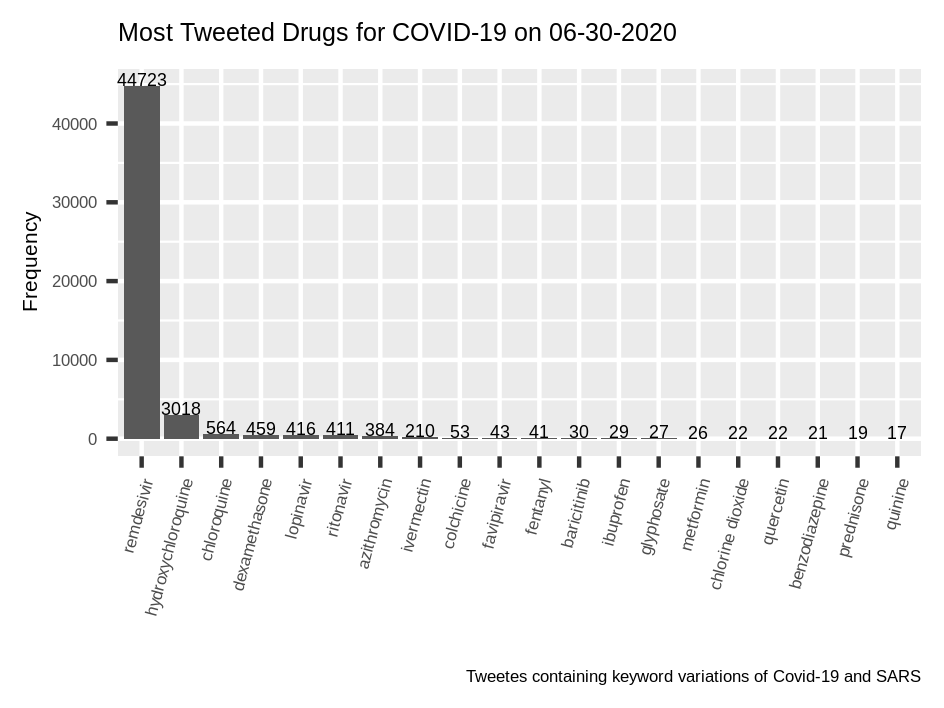 Most Tweeted Drugs for COVID-19 on 06-30-2020
44723
3018
564 459 416 411 384 210 53 43 41 30 29 27 26 22 22 21 19 17
40000
30000
20000
10000
0
Frequency
remdesivir
hydroxychloroquine
chloroquine
dexamethasone
lopinavir
ritonavir
azithromycin
ivermectin
colchicine
favipiravir
fentanyl
baricitinib
ibuprofen
glyphosate
metformin
chlorine dioxide
quercetin
benzodiazepine
prednisone
quinine
Tweetes containing keyword variations of Covid-19 and SARS